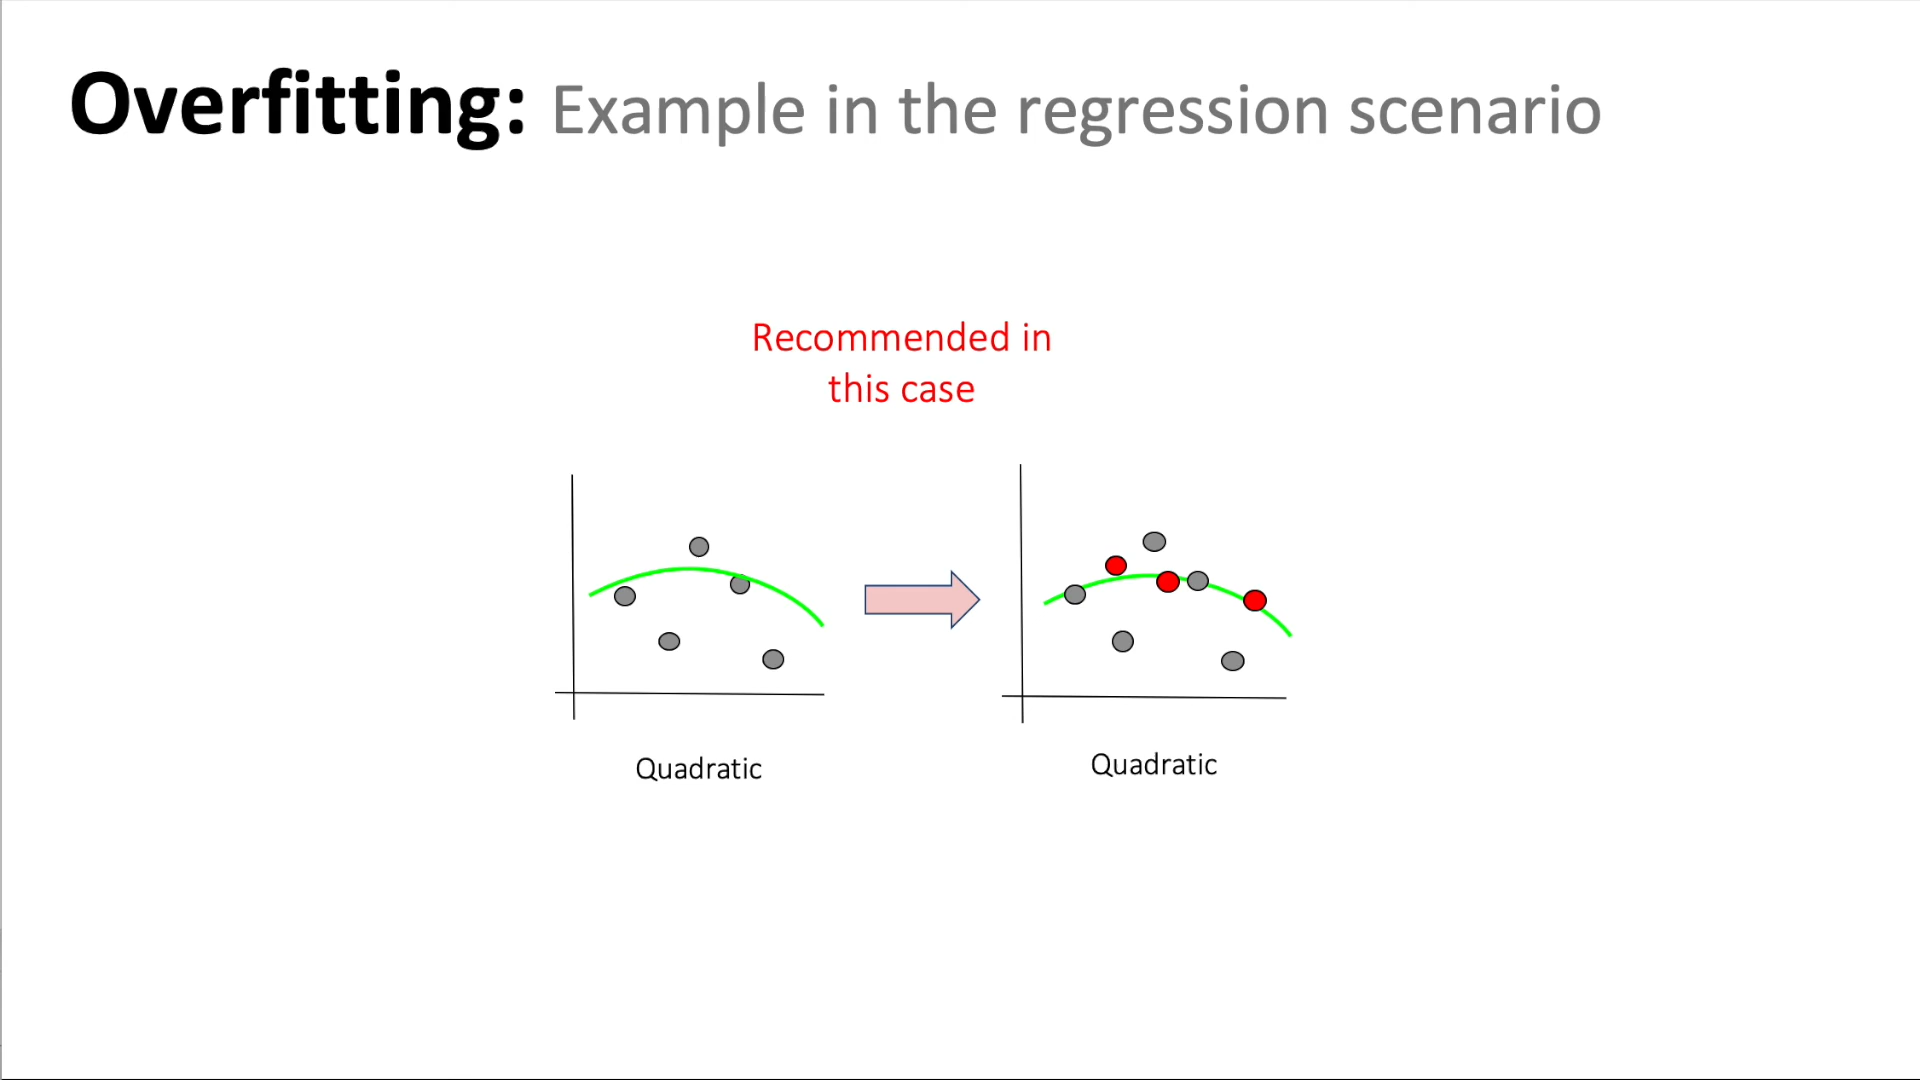 Overfitting: Example in the regression scenario
Recommended in
this case
Quadratic
Quadratic